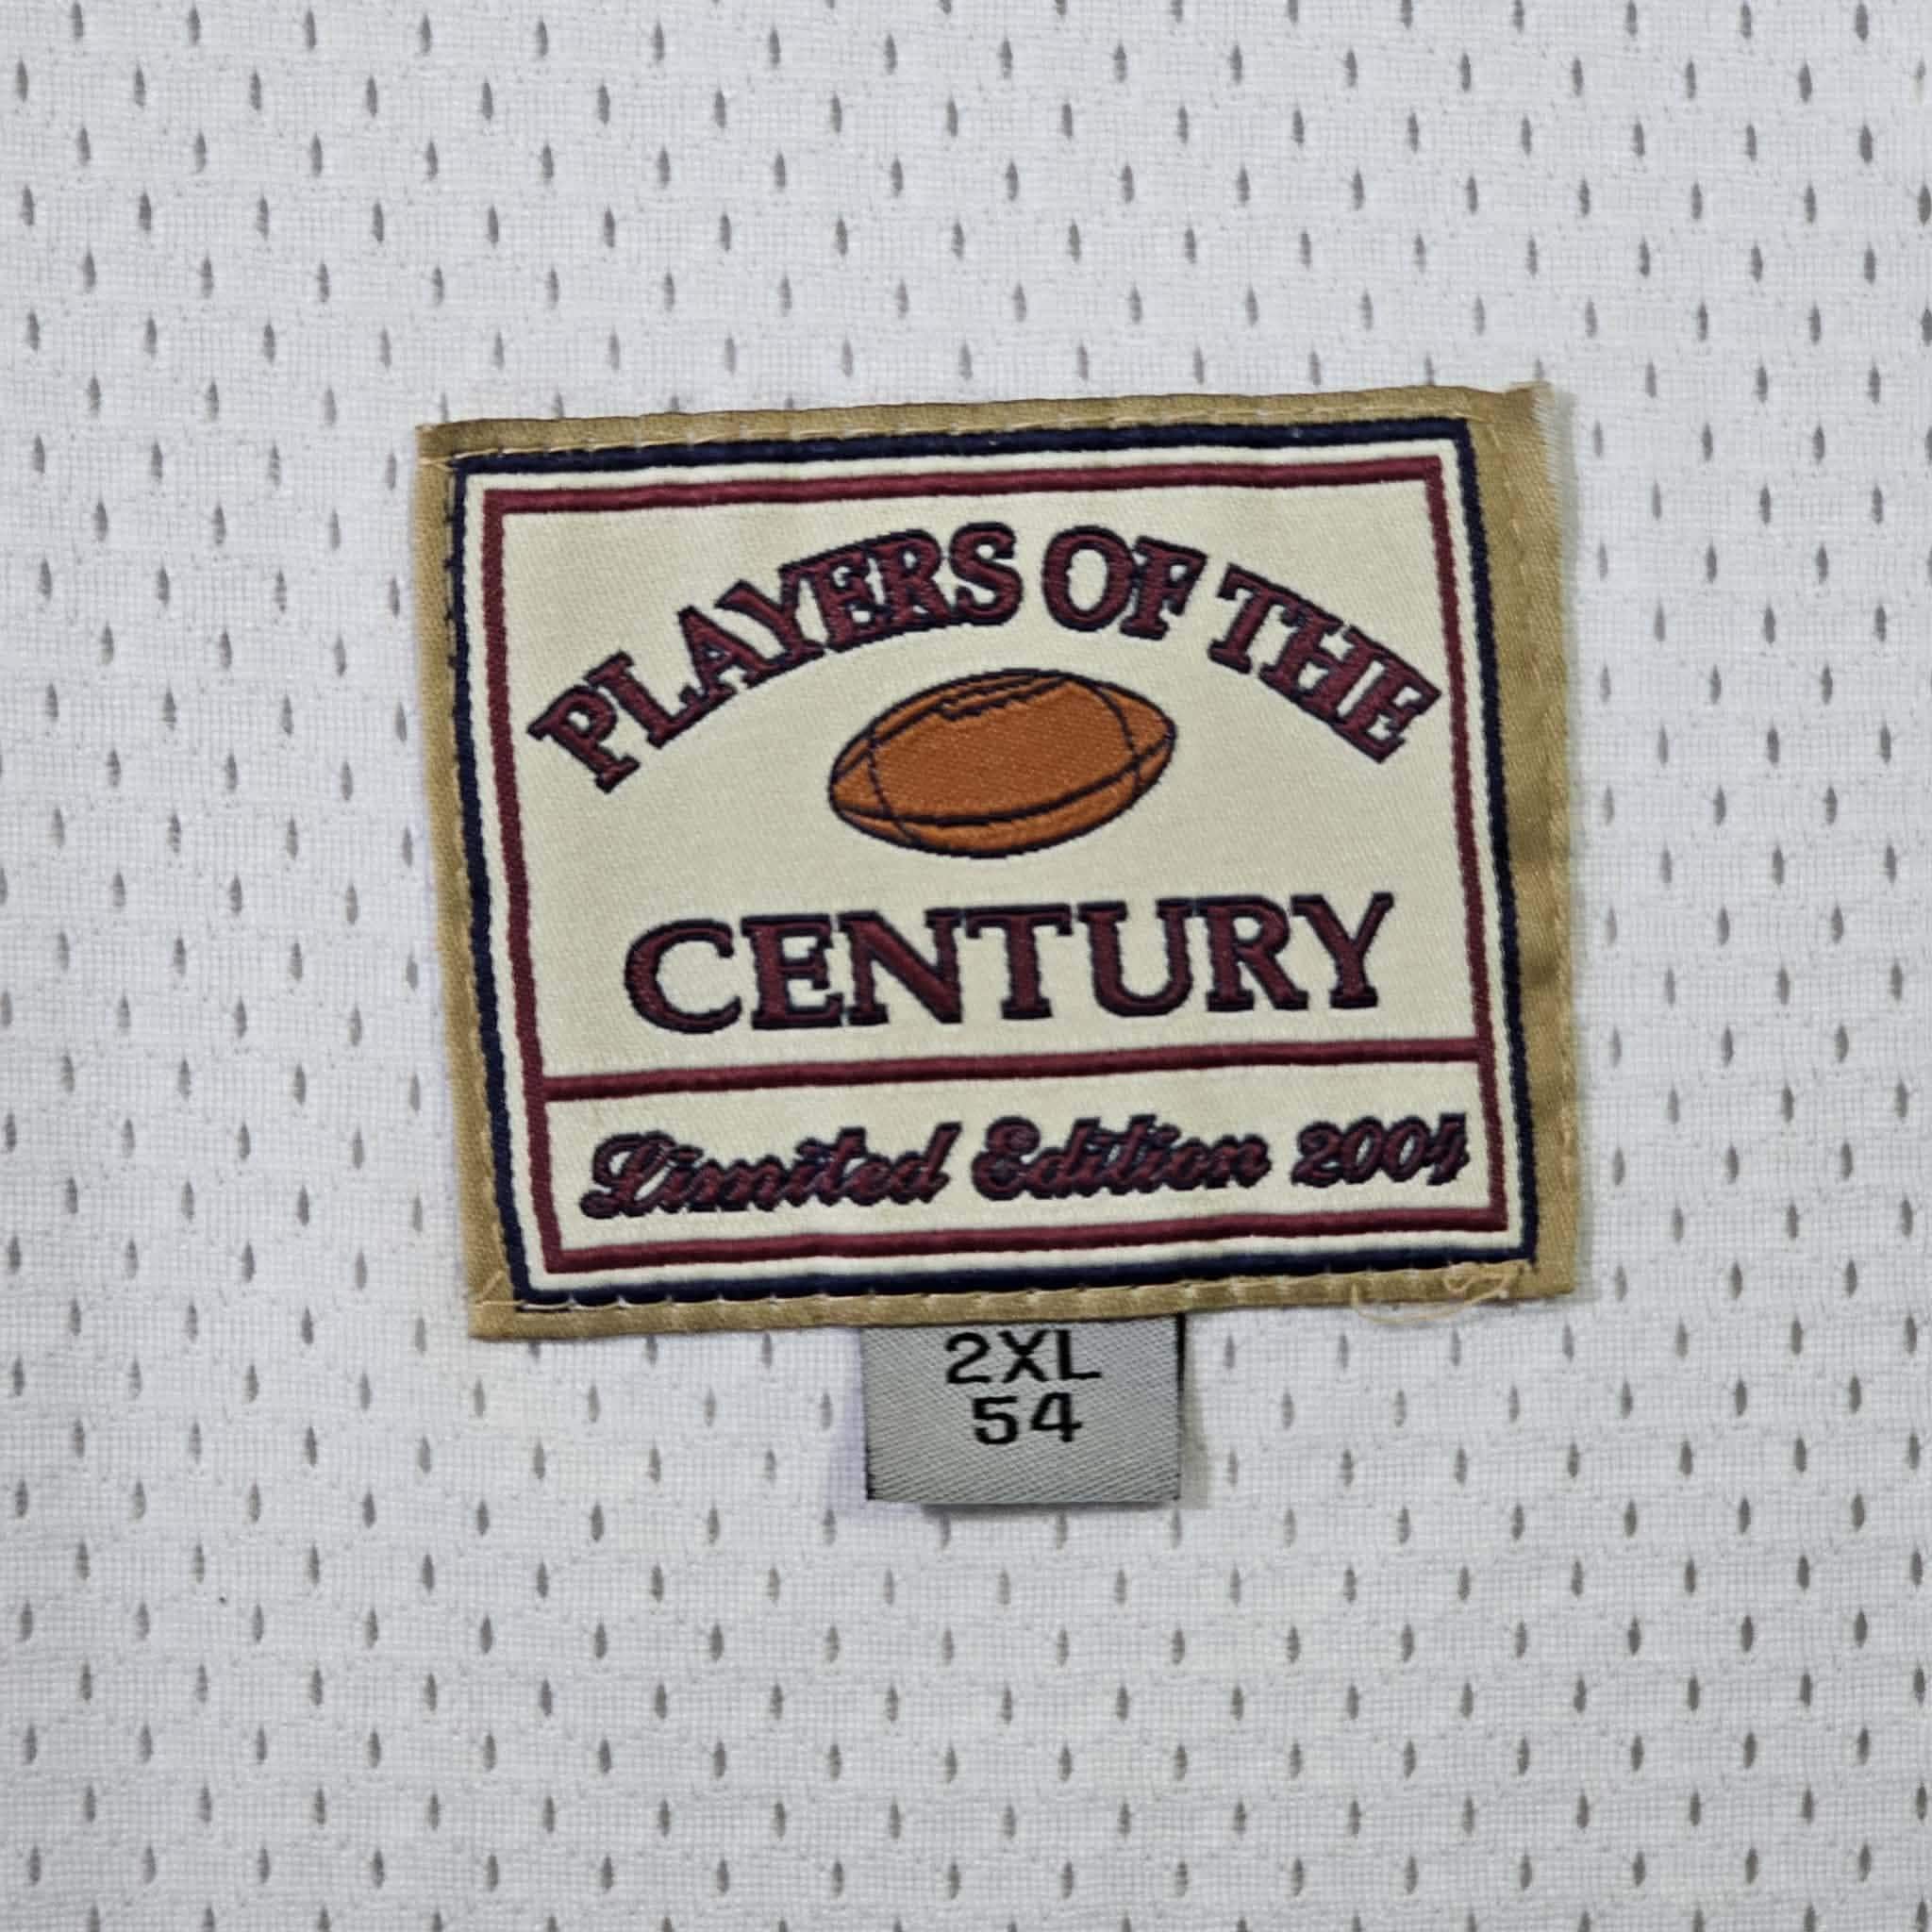 PLAYERS OF THE
CENTURY
Limited Edition 2004
2XL
54